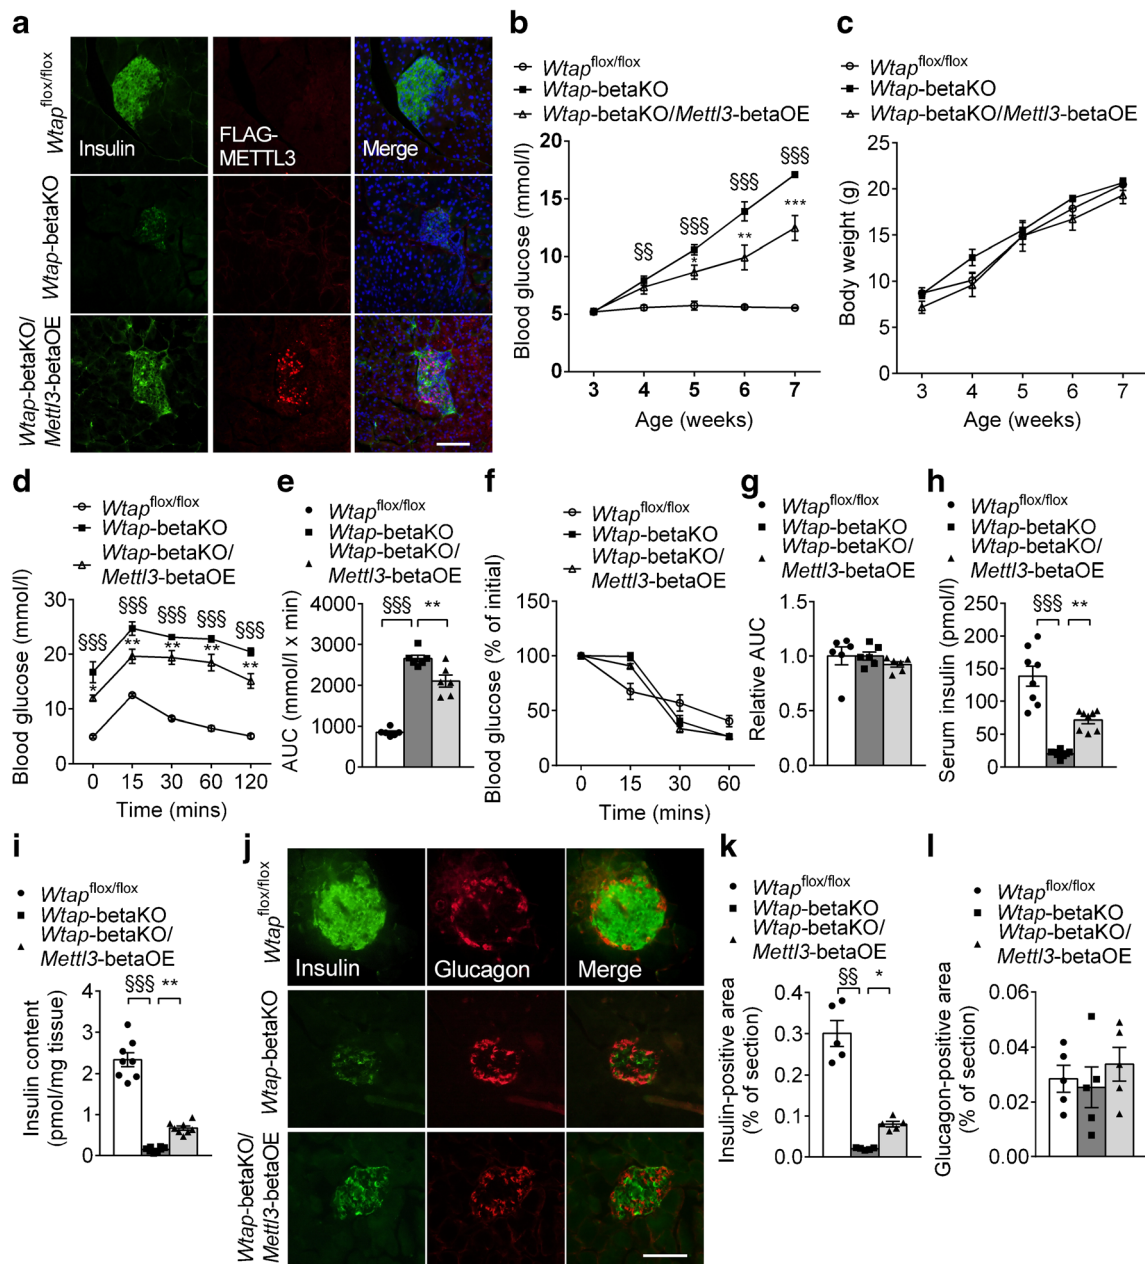 a
Wtap flox/flox
Insulin
FLAG-
METTL3
Merge
Wtap-betaKO
Wtap-betaKO/
Mettl3-betaOE
b
Wtap flox/flox
Wtap-betaKO
Wtap-betaKO/Mettl3-betaOE
Blood glucose (mmol/l)
20
15
10
5
0
§§
§§§
§§§
§§§
*
**
***
3 4 5 6 7
Age (weeks)
c
Wtap flox/flox
Wtap-betaKO
Wtap-betaKO/Mettl3-betaOE
Body weight (g)
25
20
15
10
5
0
3 4 5 6 7
Age (weeks)
d
Wtap flox/flox
Wtap-betaKO
Wtap-betaKO/
Mettl3-betaOE
Blood glucose (mmol/l)
30
20
10
0
§§§ §§§ §§§ §§§ §§§
* ** ** ** **
0 15 30 60 120
Time (mins)
e
Wtap flox/flox
Wtap-betaKO
Wtap-betaKO/
Mettl3-betaOE
AUC (mmol/l x min)
4000
3000
2000
1000
0
§§§ **
f
Wtap flox/flox
Wtap-betaKO
Wtap-betaKO/
Mettl3-betaOE
Blood glucose (% of initial)
150
100
50
0
0 15 30 60
Time (mins)
g
Wtap flox/flox
Wtap-betaKO
Wtap-betaKO/
Mettl3-betaOE
Relative AUC
1.5
1.0
0.5
0.0
h
Wtap flox/flox
Wtap-betaKO
Wtap-betaKO/
Mettl3-betaOE
Serum insulin (pmol/l)
250
200
150
100
50
0
§§§ **
i
Wtap flox/flox
Wtap-betaKO
Wtap-betaKO/
Mettl3-betaOE
Insulin content
(pmol/mg tissue)
4
3
2
1
0
§§§ **
j
Wtap flox/flox
Insulin
Glucagon
Merge
Wtap-betaKO
Wtap-betaKO/
Mettl3-betaOE
k
Wtap flox/flox
Wtap-betaKO
Wtap-betaKO/
Mettl3-betaOE
Insulin-positive area
(% of section)
0.4
0.3
0.2
0.1
0.0
§§ *
l
Wtap flox/flox
Wtap-betaKO
Wtap-betaKO/
Mettl3-betaOE
Glucagon-positive area
(% of section)
0.06
0.04
0.02
0.00